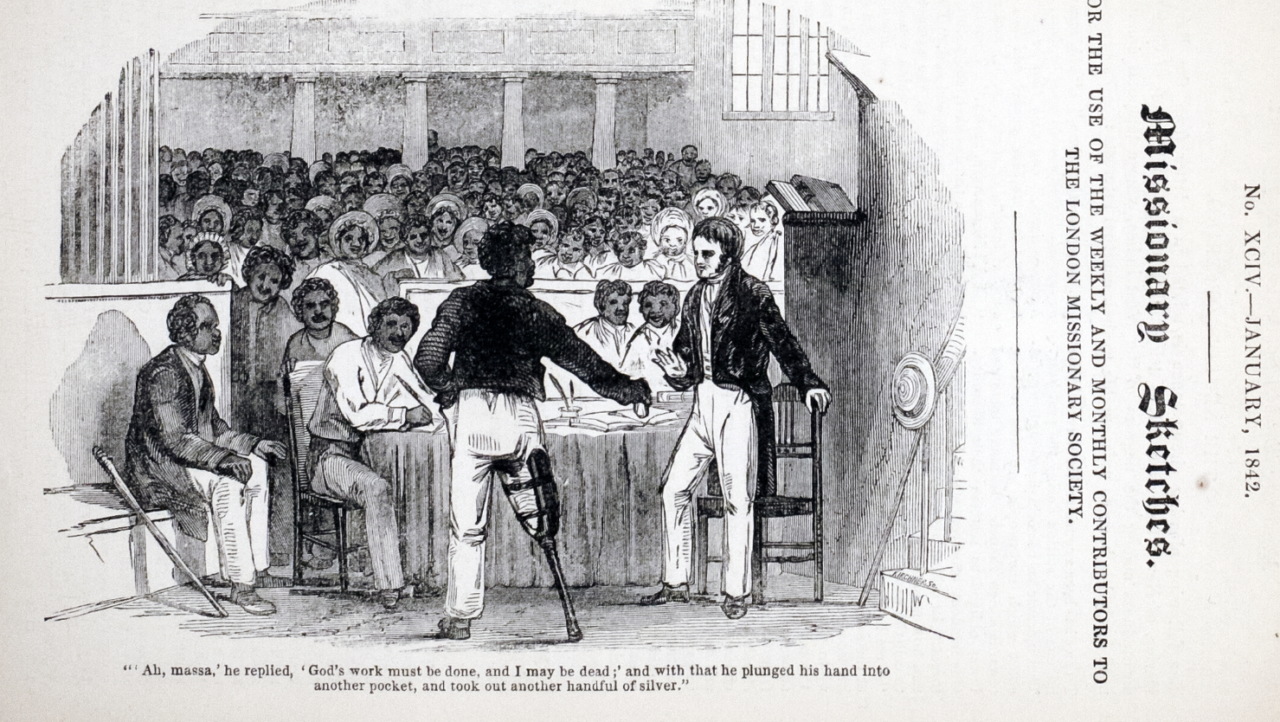 No. XCIV.—JANUARY, 1842.
Missionary Sketches.
OR THE USE OF THE WEEKLY AND MONTHLY CONTRIBUTORS TO
THE LONDON MISSIONARY SOCIETY.
"'Ah, massa,' he replied, 'God's work must be done, and I may be dead;' and with that he plunged his hand into
another pocket, and took out another handful of silver."